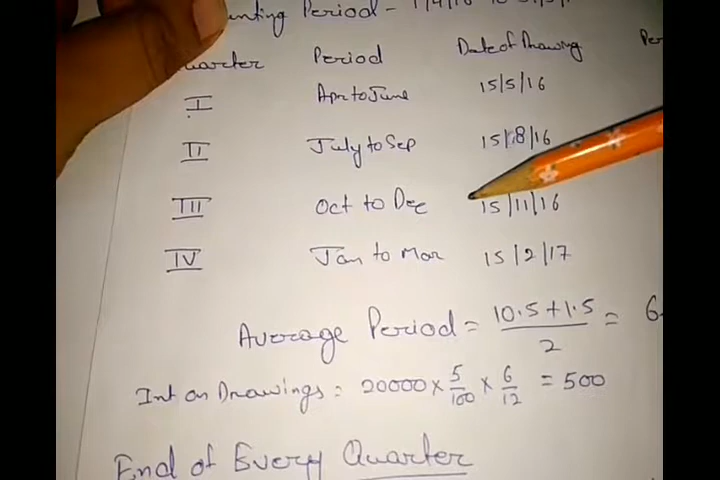 Period -
Period Date of Drawing
I Apr to June 15/5/16
II July to Sep 15/8/16
III Oct to Dec 15/11/16
IV Jan to Mar 15/2/17
Average Period = 10.5+1.5 / 2 = 6
Int on Drawings = 20000 × 5/100 × 6/12 = 500
End of Every Quarter